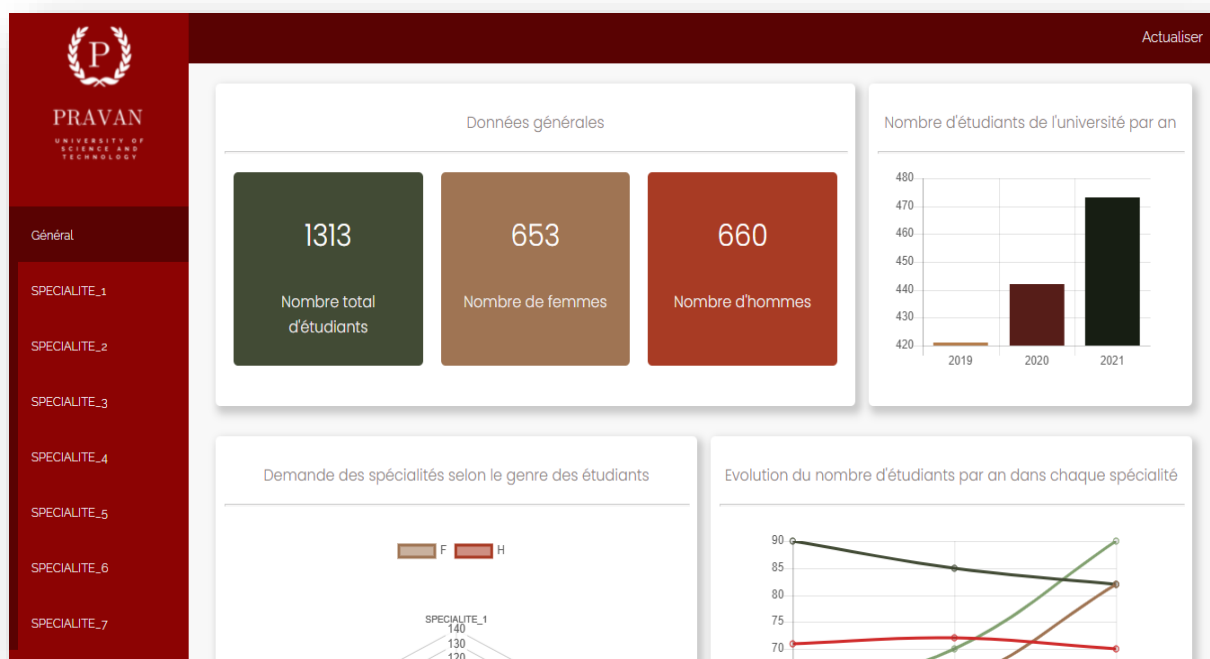 P
PRAVAN
UNIVERSITY OF
SCIENCE AND
TECHNOLOGY
Général
SPECIALITE_1
SPECIALITE_2
SPECIALITE_3
SPECIALITE_4
SPECIALITE_5
SPECIALITE_6
SPECIALITE_7
Actualiser
Données générales
1313
Nombre total
d'étudiants
653
Nombre de femmes
660
Nombre d'hommes
Nombre d'étudiants de l'université par an
480
470
460
450
440
430
420
2019 2020 2021
Demande des spécialités selon le genre des étudiants
F H
SPECIALITE_1
140
130
120
Evolution du nombre d'étudiants par an dans chaque spécialité
90
85
80
75
70